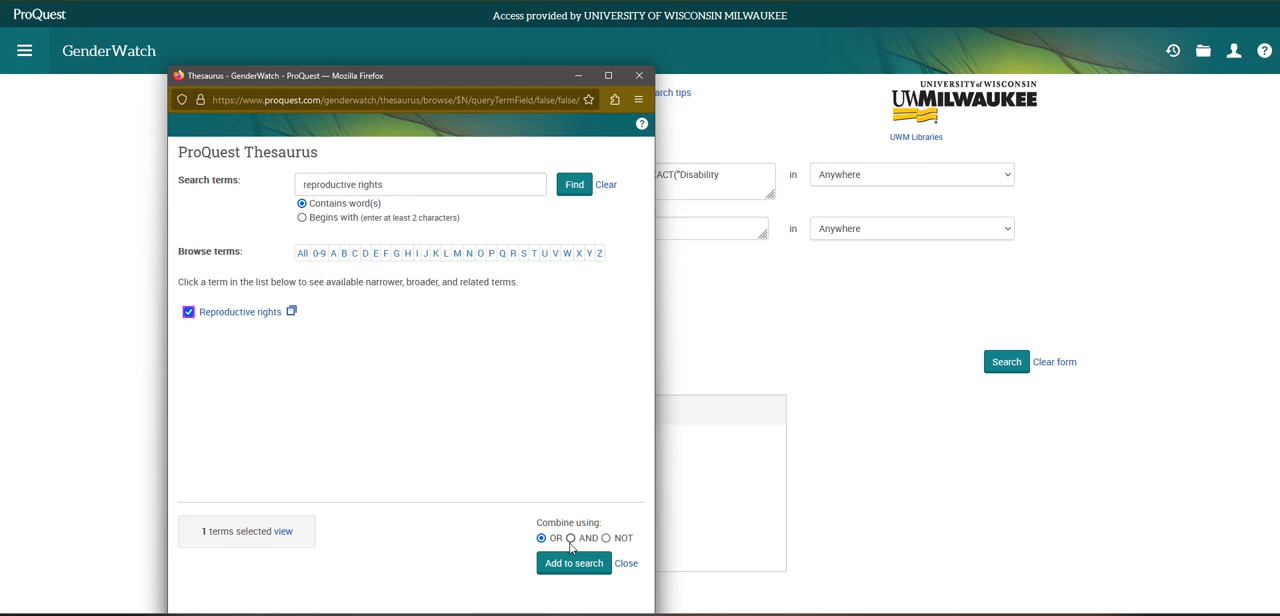 ProQuest
Access provided by UNIVERSITY OF WISCONSIN MILWAUKEE
GenderWatch
Thesaurus - GenderWatch - ProQuest — Mozilla Firefox
https://www.proquest.com/genderwatch/thesaurus/browse/$N/queryTermField/false/false/
arch tips
UNIVERSITY of WISCONSIN
UWMILWAUKEE
UWM Libraries
ProQuest Thesaurus
Search terms:
reproductive rights
Find
Clear
Contains word(s)
Begins with (enter at least 2 characters)
ACT("Disability
in
Anywhere
in
Anywhere
Browse terms:
All 0-9 A B C D E F G H I J K L M N O P Q R S T U V W X Y Z
Click a term in the list below to see available narrower, broader, and related terms.
Reproductive rights
Search
Clear form
1 terms selected view
Combine using:
OR AND NOT
Add to search
Close